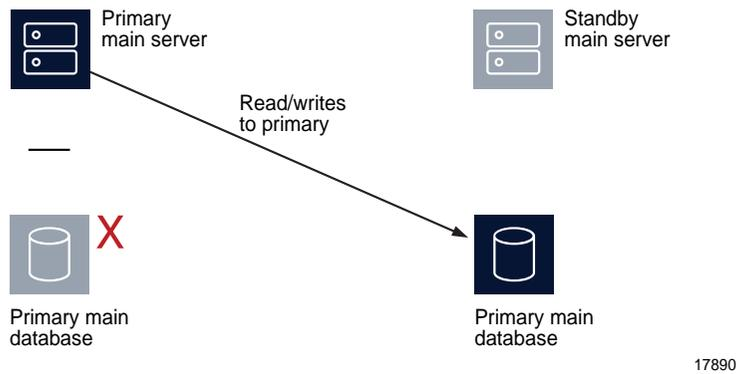 Primary
main server
Standby
main server
Read/writes
to primary
X
Primary main
database
Primary main
database
17890